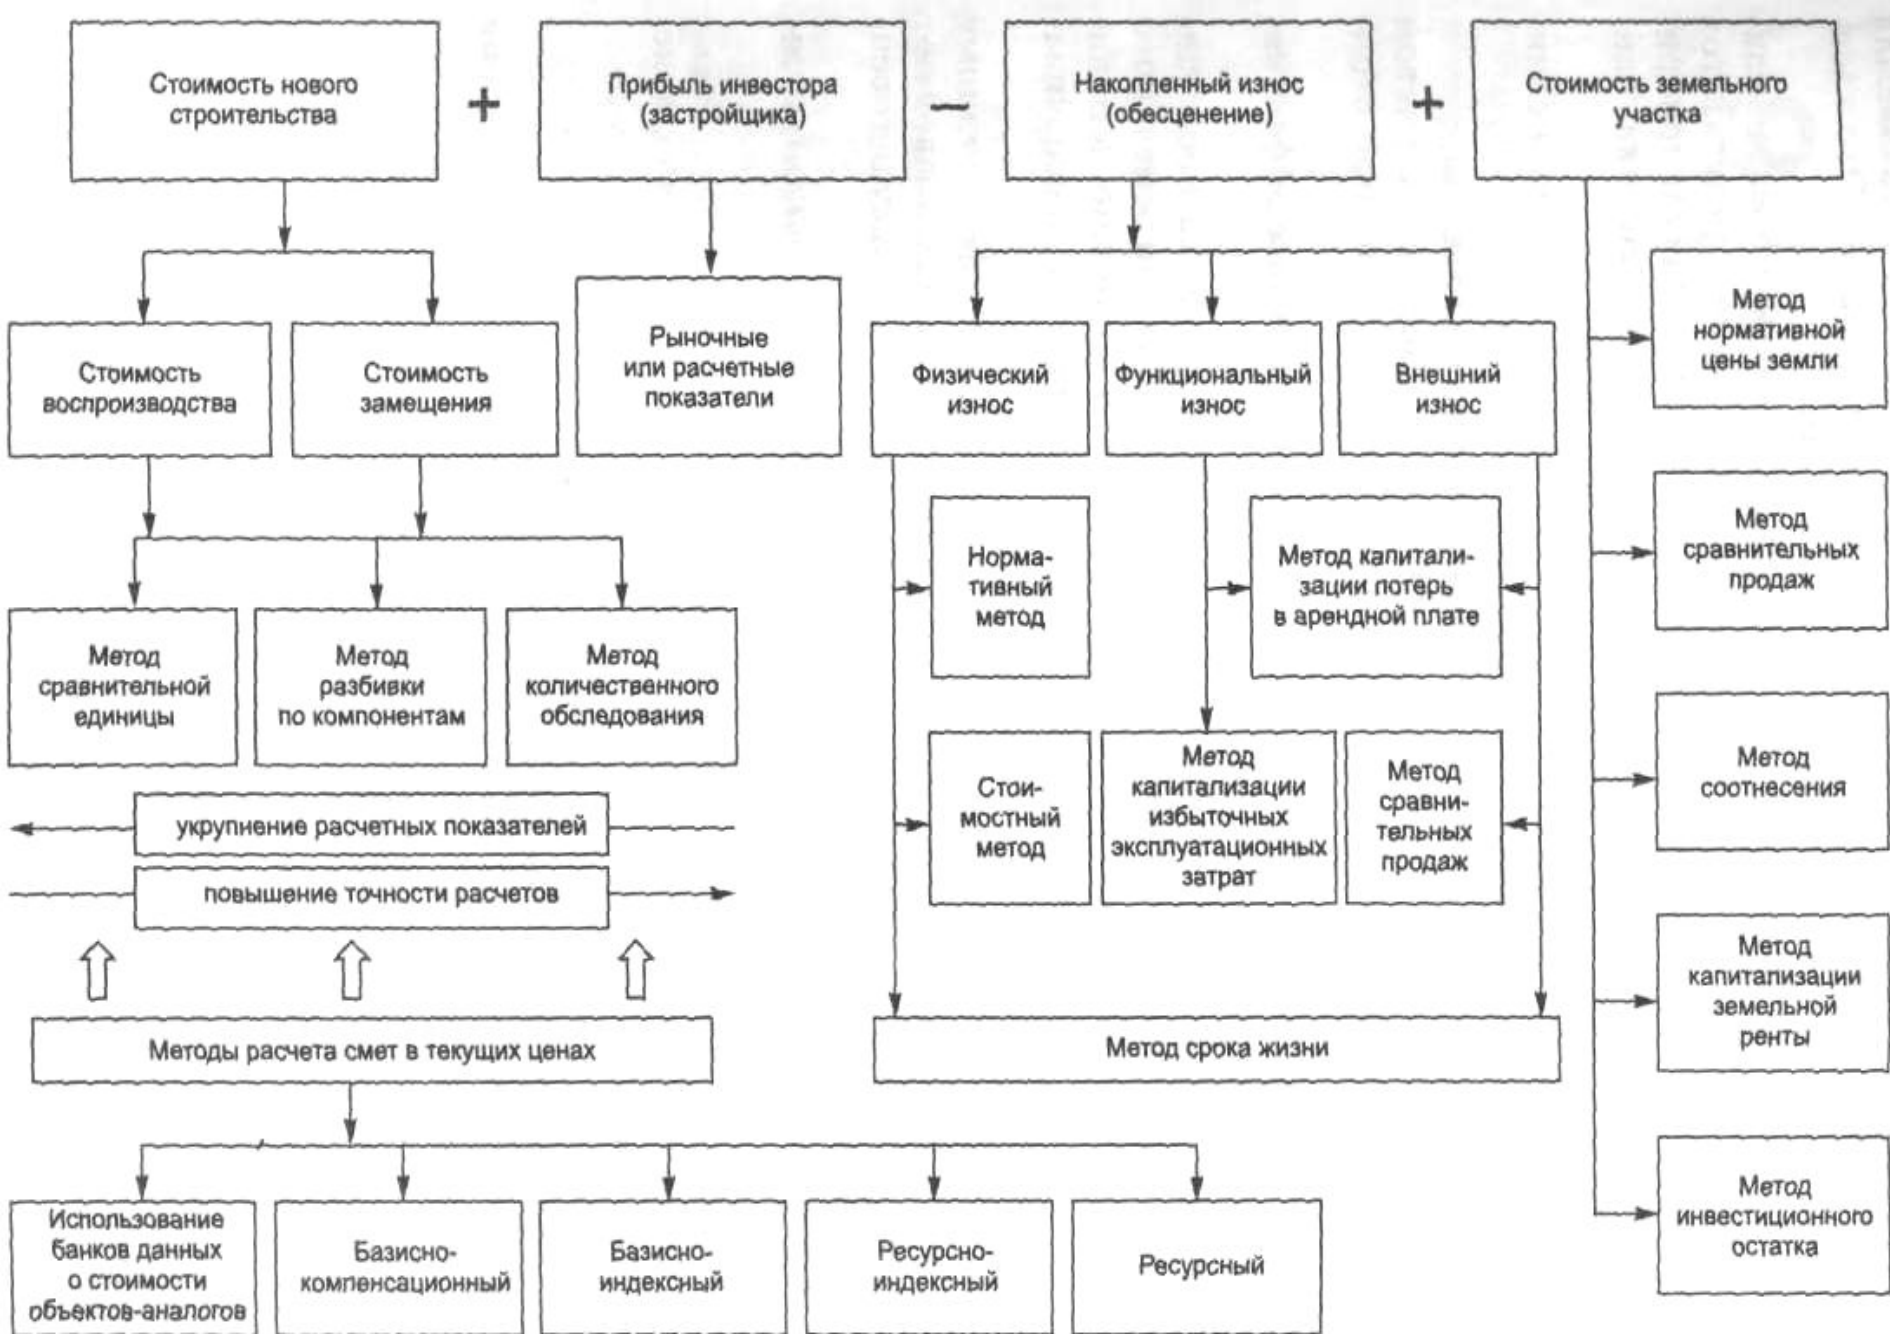 Стоимость нового
строительства
+
Прибыль инвестора
(застройщика)
−
Накопленный износ
(обесценение)
+
Стоимость земельного
участка
Стоимость
воспроизводства
Стоимость
замещения
Рыночные
или расчетные
показатели
Физический
износ
Функциональный
износ
Внешний
износ
Метод
нормативной
цены земли
Метод
сравнительной
единицы
Метод
разбивки
по компонентам
Метод
количественного
обследования
Норма-
тивный
метод
Метод капитали-
зации потерь
в арендной плате
Метод
сравнительных
продаж
укрупнение расчетных показателей
повышение точности расчетов
Стои-
мостный
метод
Метод
капитализации
избыточных
эксплуатационных
затрат
Метод
сравни-
тельных
продаж
Метод
соотнесения
Методы расчета смет в текущих ценах
Метод срока жизни
Метод
капитализации
земельной
ренты
Использование
банков данных
о стоимости
объектов-аналогов
Базисно-
компенсационный
Базисно-
индексный
Ресурсно-
индексный
Ресурсный
Метод
инвестиционного
остатка